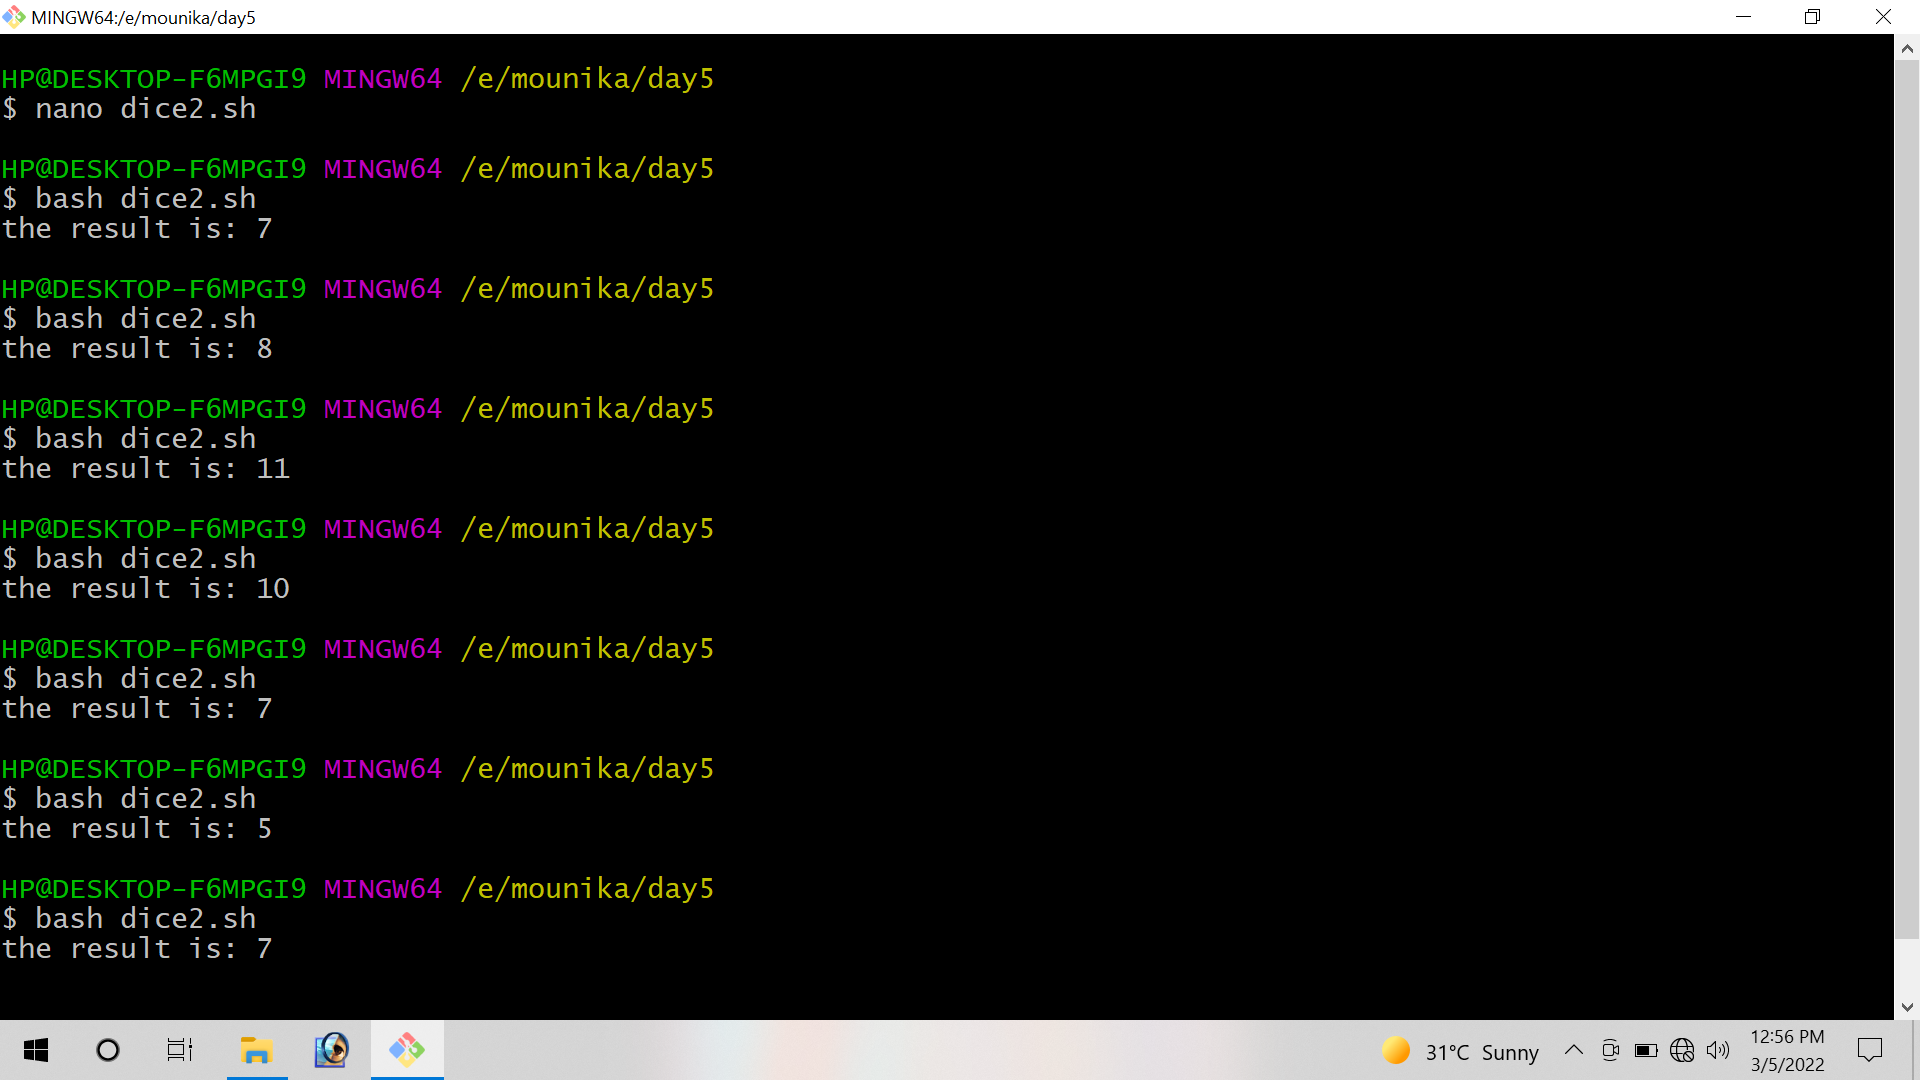 MINGW64:/e/mounika/day5
HP@DESKTOP-F6MPGI9 MINGW64 /e/mounika/day5
$ nano dice2.sh
HP@DESKTOP-F6MPGI9 MINGW64 /e/mounika/day5
$ bash dice2.sh
the result is: 7
HP@DESKTOP-F6MPGI9 MINGW64 /e/mounika/day5
$ bash dice2.sh
the result is: 8
HP@DESKTOP-F6MPGI9 MINGW64 /e/mounika/day5
$ bash dice2.sh
the result is: 11
HP@DESKTOP-F6MPGI9 MINGW64 /e/mounika/day5
$ bash dice2.sh
the result is: 10
HP@DESKTOP-F6MPGI9 MINGW64 /e/mounika/day5
$ bash dice2.sh
the result is: 7
HP@DESKTOP-F6MPGI9 MINGW64 /e/mounika/day5
$ bash dice2.sh
the result is: 5
HP@DESKTOP-F6MPGI9 MINGW64 /e/mounika/day5
$ bash dice2.sh
the result is: 7
31°C Sunny
12:56 PM
3/5/2022